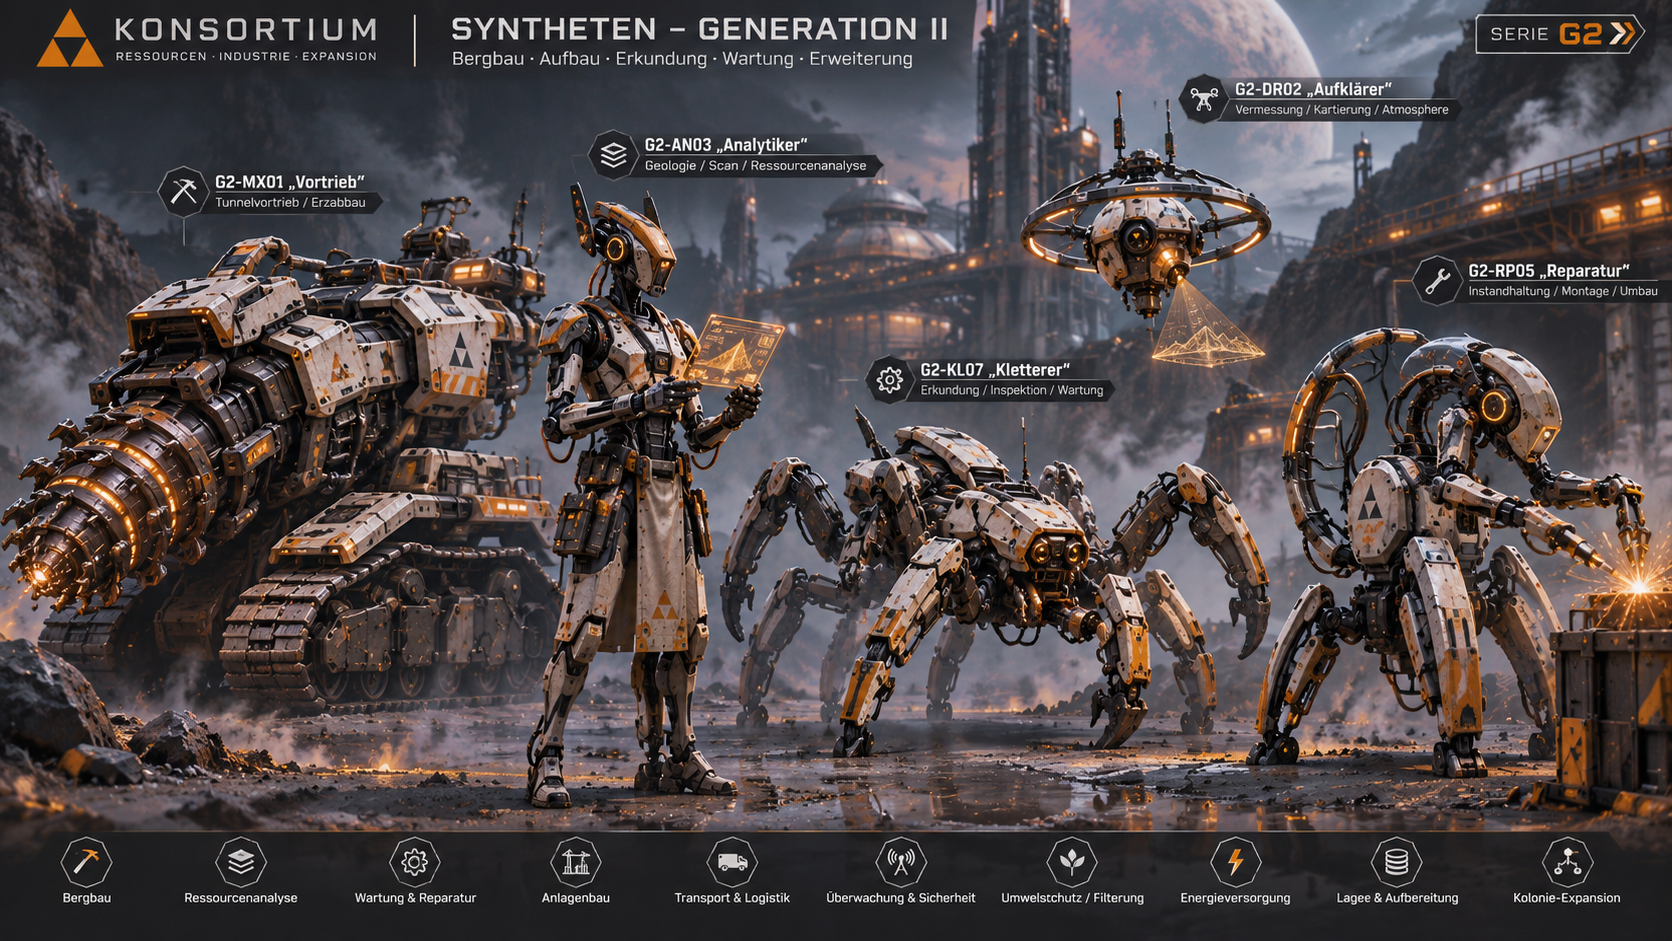 KONSORTIUM
RESSOURCEN · INDUSTRIE · EXPANSION
SYNTHETEN – GENERATION II
Bergbau · Aufbau · Erkundung · Wartung · Erweiterung
SERIE G2
G2-DR02 „Aufklärer“
Vermessung / Kartierung / Atmosphere
G2-AN03 „Analytiker“
Geologie / Scan / Ressourcenanalyse
G2-MX01 „Vortrieb“
Tunnelvortrieb / Erzabbau
G2-RP05 „Reparatur“
Instandhaltung / Montage / Umbau
G2-KL07 „Kletterer“
Erkundung / Inspektion / Wartung
Bergbau
Ressourcenanalyse
Wartung & Reparatur
Anlagenbau
Transport & Logistik
Überwachung & Sicherheit
Umwelstchutz / Filterung
Energieversorgung
Lagee & Aufbereitung
Kolonie-Expansion